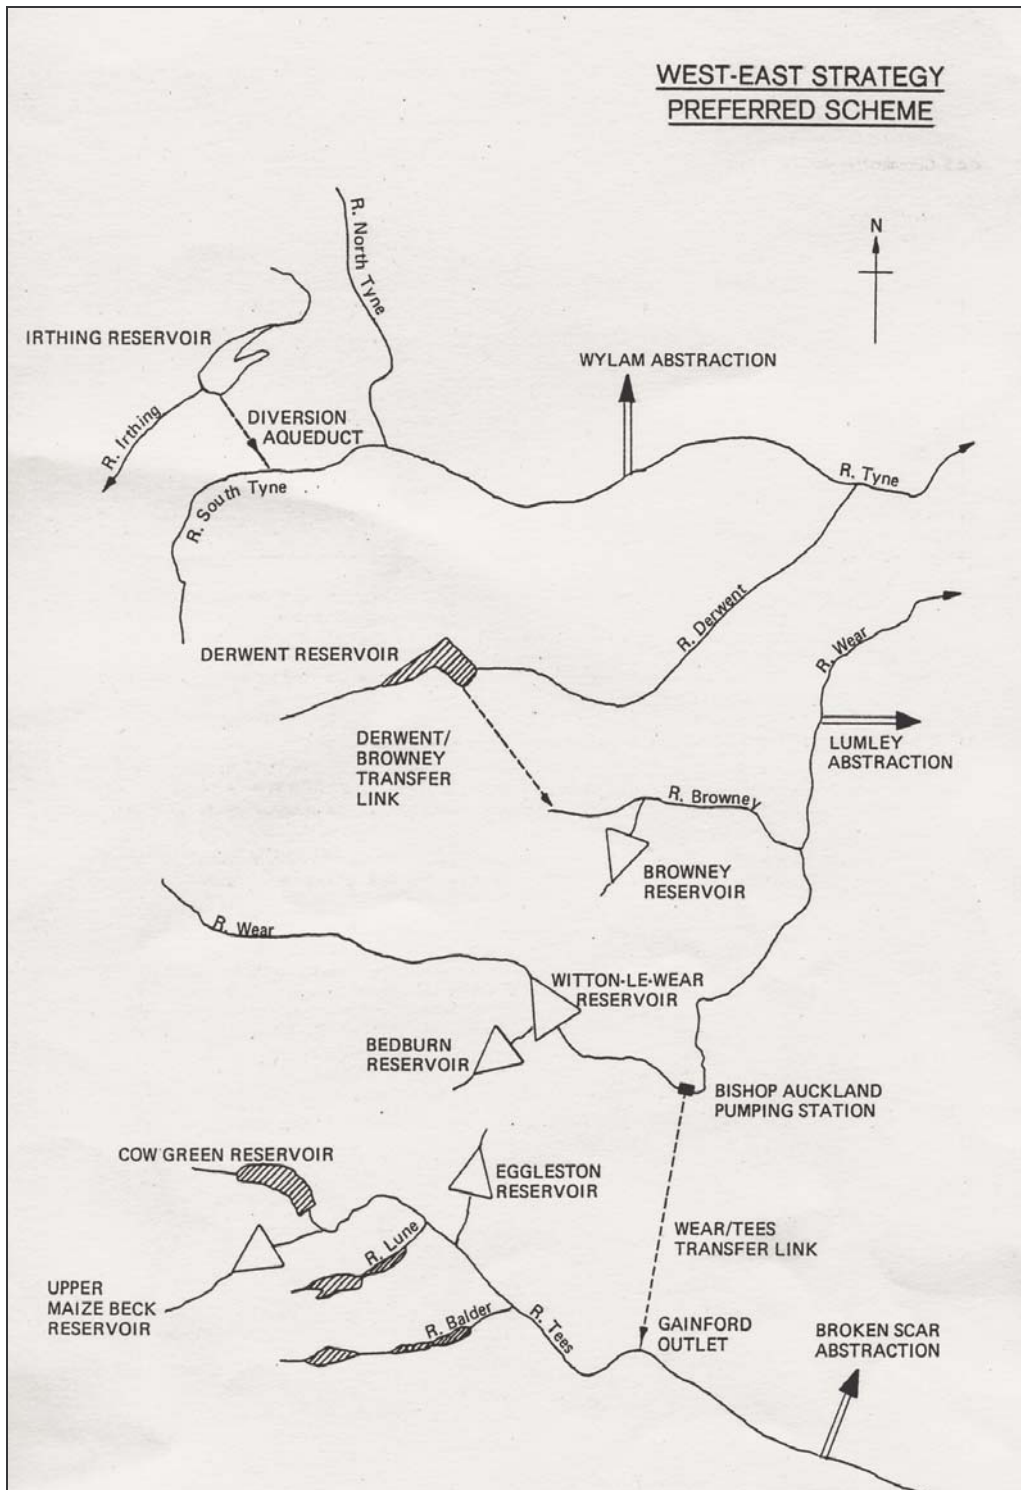 WEST-EAST STRATEGY
PREFERRED SCHEME
N
R. North Tyne
IRTHING RESERVOIR
WYLAM ABSTRACTION
DIVERSION
AQUEDUCT
R. Irthing
R. South Tyne
R. Tyne
R. Derwent
R. Wear
DERWENT RESERVOIR
DERWENT/
BROWNEY
TRANSFER
LINK
LUMLEY
ABSTRACTION
R. Browney
BROWNEY
RESERVOIR
R. Wear
WITTON-LE-WEAR
RESERVOIR
BEDBURN
RESERVOIR
BISHOP AUCKLAND
PUMPING STATION
COW GREEN RESERVOIR
EGGLESTON
RESERVOIR
R. Lune
WEAR/TEES
TRANSFER LINK
UPPER
MAIZE BECK
RESERVOIR
R. Balder
R. Tees
GAINFORD
OUTLET
BROKEN SCAR
ABSTRACTION